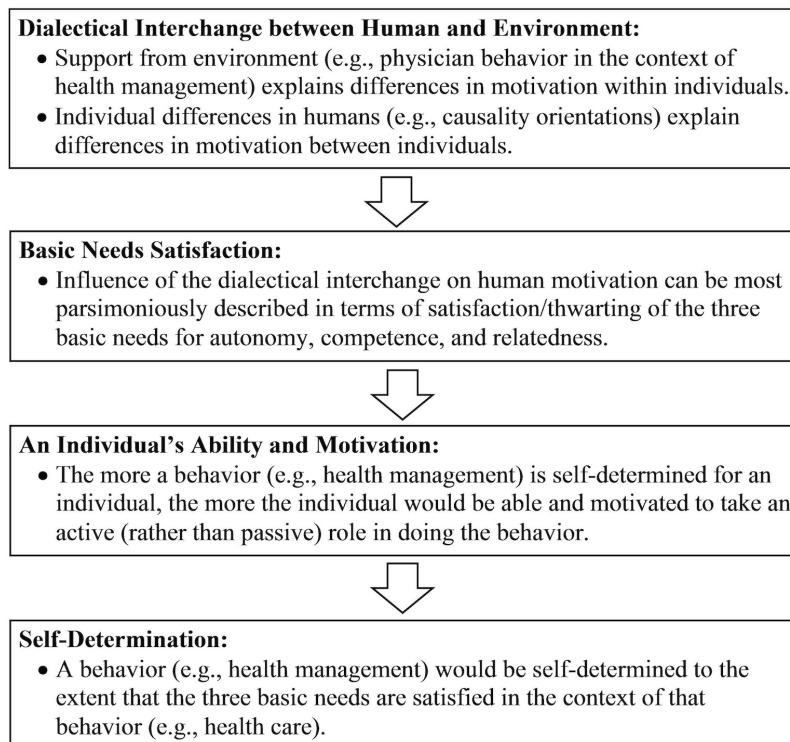 Dialectical Interchange between Human and Environment:
• Support from environment (e.g., physician behavior in the context of
health management) explains differences in motivation within individuals.
• Individual differences in humans (e.g., causality orientations) explain
differences in motivation between individuals.
Basic Needs Satisfaction:
• Influence of the dialectical interchange on human motivation can be most
parsimoniously described in terms of satisfaction/thwarting of the three
basic needs for autonomy, competence, and relatedness.
An Individual's Ability and Motivation:
• The more a behavior (e.g., health management) is self-determined for an
individual, the more the individual would be able and motivated to take an
active (rather than passive) role in doing the behavior.
Self-Determination:
• A behavior (e.g., health management) would be self-determined to the
extent that the three basic needs are satisfied in the context of that
behavior (e.g., health care).